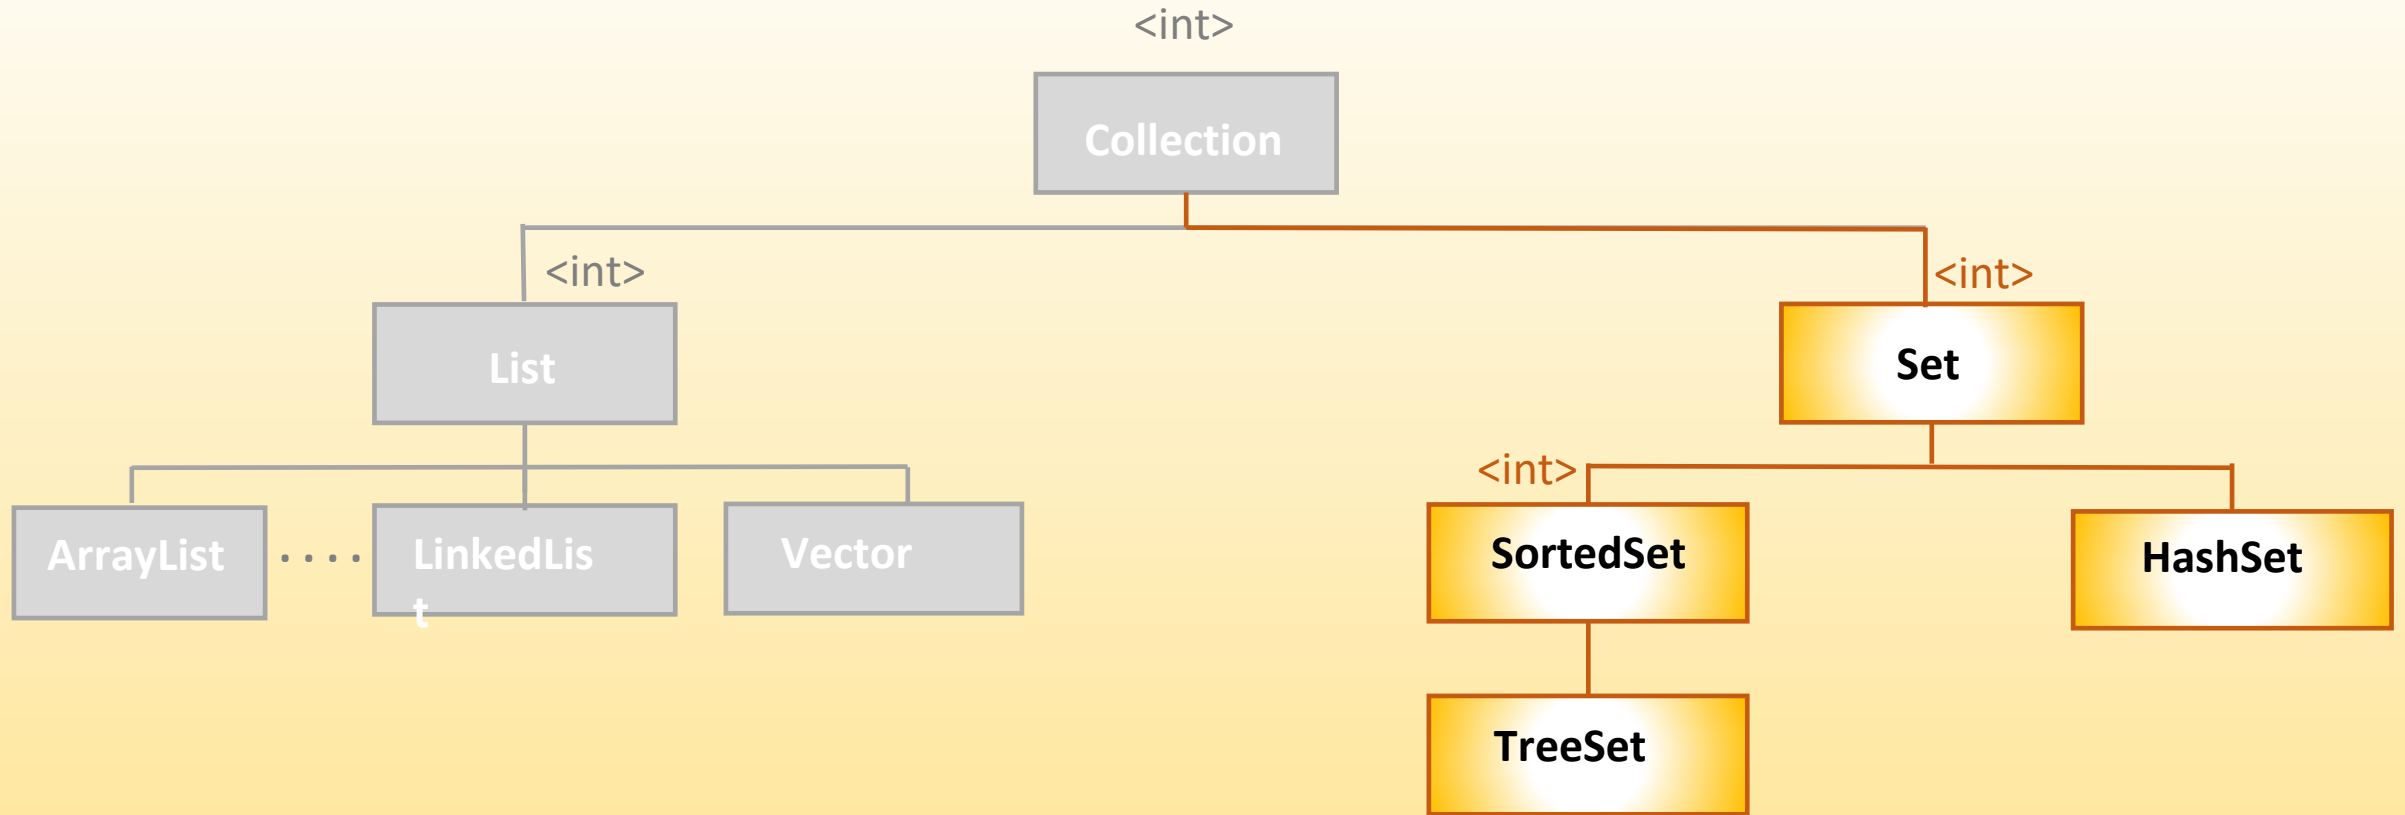 <int>
Collection
<int>
<int>
List
Set
<int>
ArrayList
. . . .
LinkedLis
t
Vector
SortedSet
HashSet
TreeSet